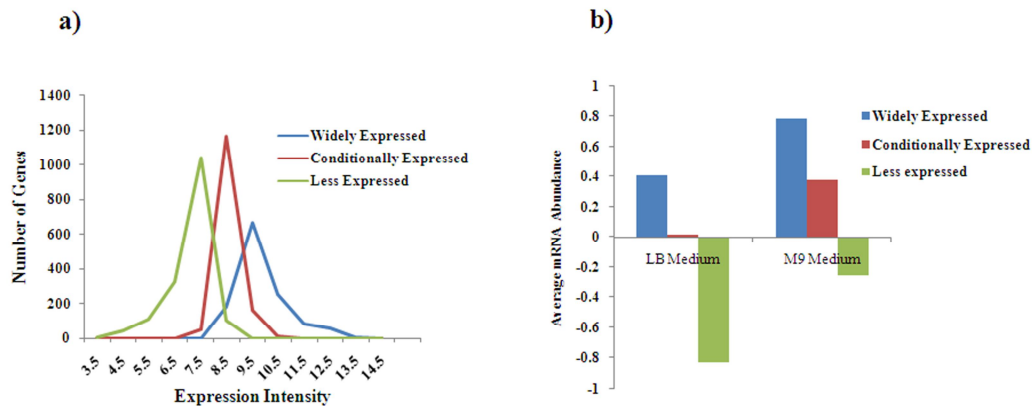 a)
1400
1200
1000
800
600
400
200
0
Number of Genes
Widely Expressed
Conditionally Expressed
Less Expressed
3.5
4.5
5.5
6.5
7.5
8.5
9.5
10.5
11.5
12.5
13.5
14.5
Expression Intensity
b)
1
0.8
0.6
0.4
0.2
0
-0.2
-0.4
-0.6
-0.8
-1
Average mRNA Abundance
Widely Expressed
Conditionally Expressed
Less expressed
LB Medium
M9 Medium